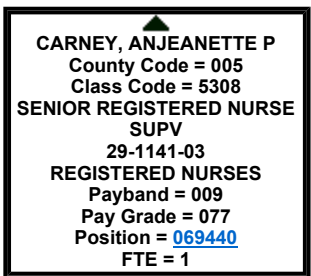 CARNEY, ANJEANETTE P
County Code = 005
Class Code = 5308
SENIOR REGISTERED NURSE
SUPV
29-1141-03
REGISTERED NURSES
Payband = 009
Pay Grade = 077
Position = 069440
FTE = 1